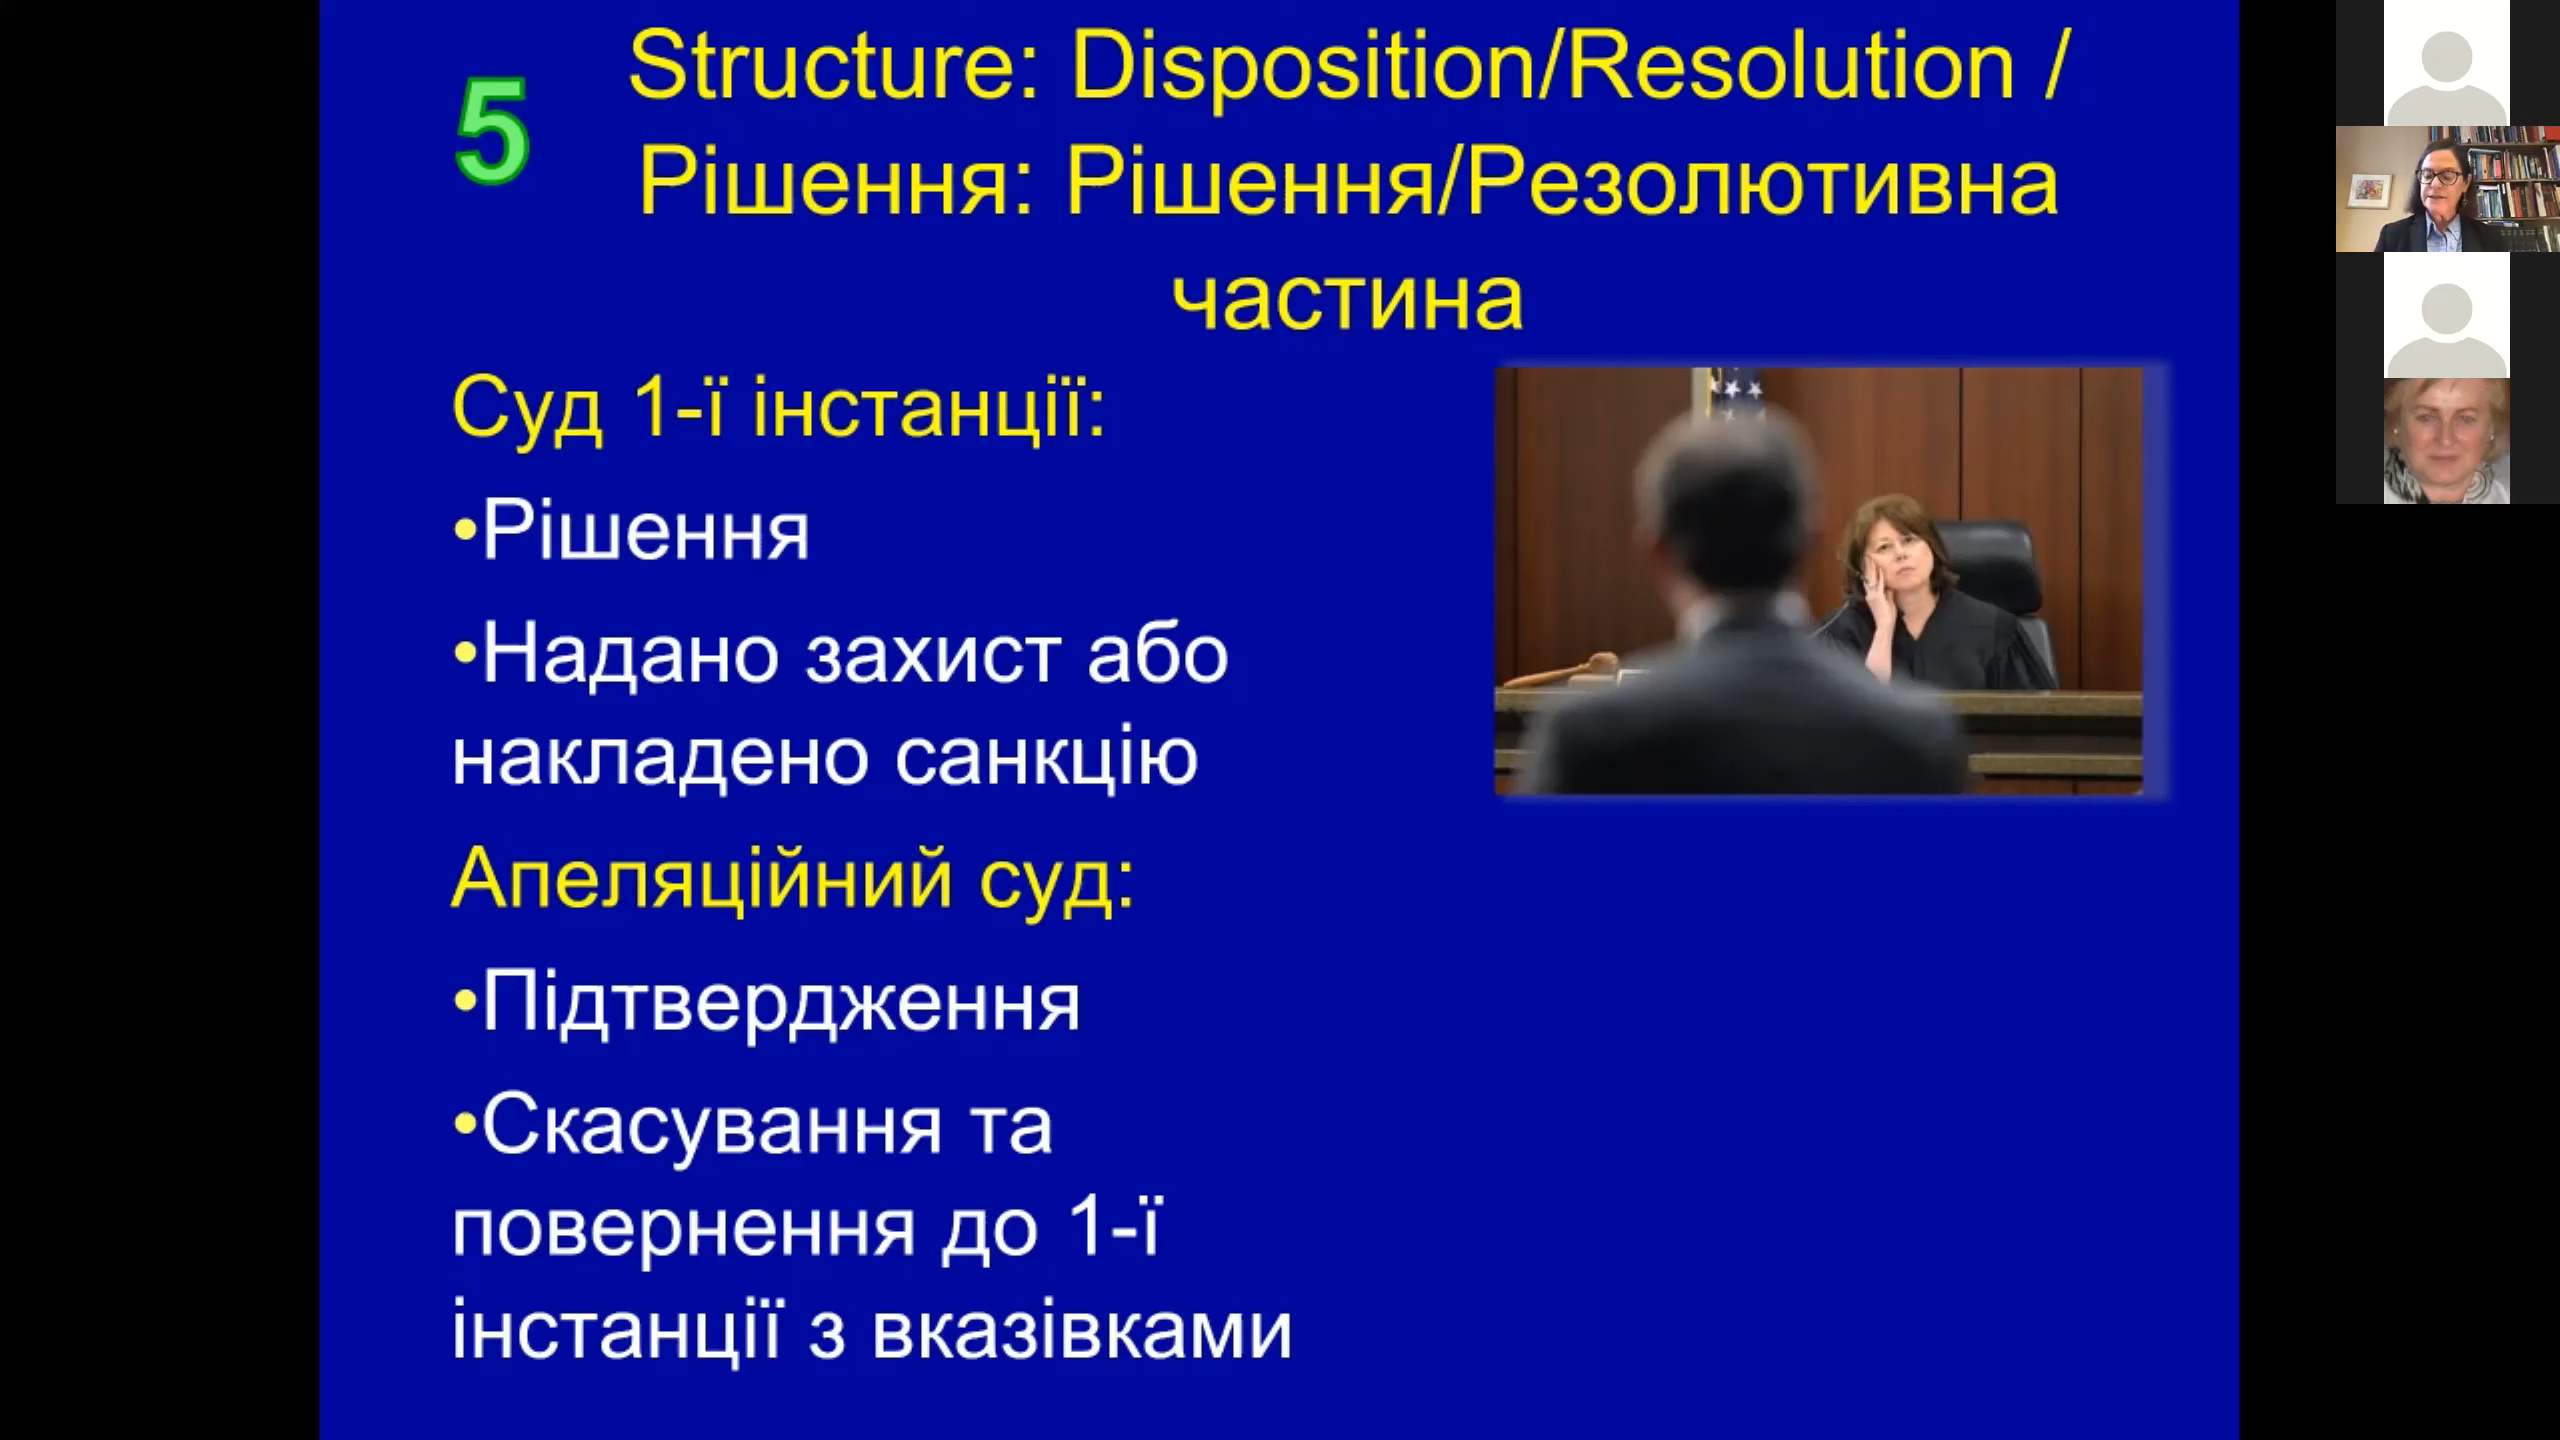 5
Structure: Disposition/Resolution /
Рішення: Рішення/Резолютивна
частина
Суд 1-ї інстанції:
•Рішення
•Надано захист або
накладено санкцію
Апеляційний суд:
•Підтвердження
•Скасування та
повернення до 1-ї
інстанції з вказівками